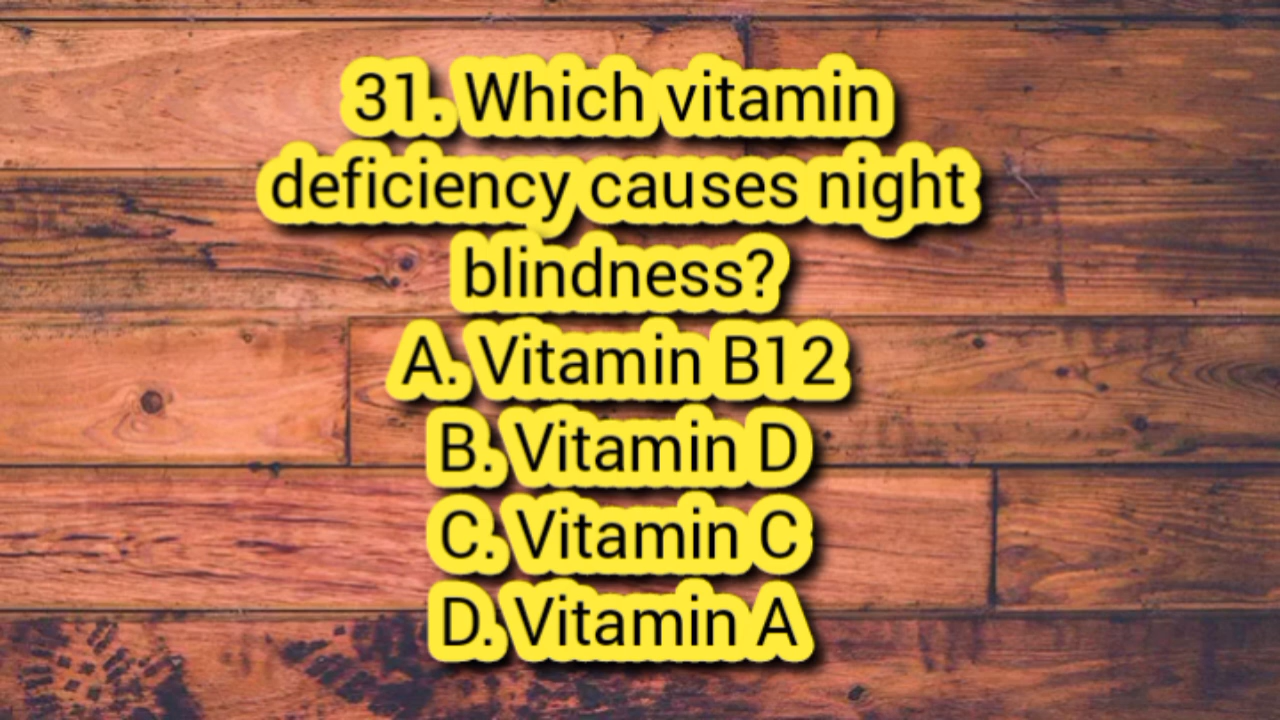 31. Which vitamin
deficiency causes night
blindness?
A. Vitamin B12
B. Vitamin D
C. Vitamin C
D. Vitamin A